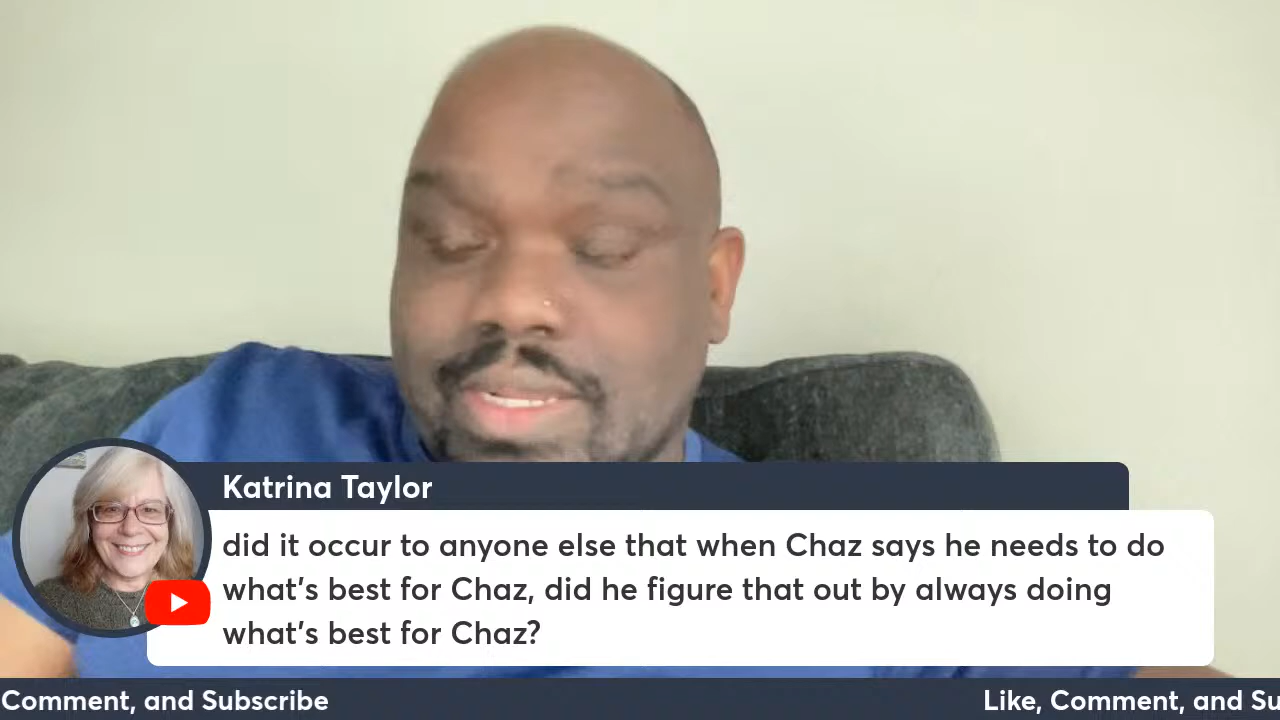 Katrina Taylor
did it occur to anyone else that when Chaz says he needs to do
what's best for Chaz, did he figure that out by always doing
what's best for Chaz?
Comment, and Subscribe
Like, Comment, and Su